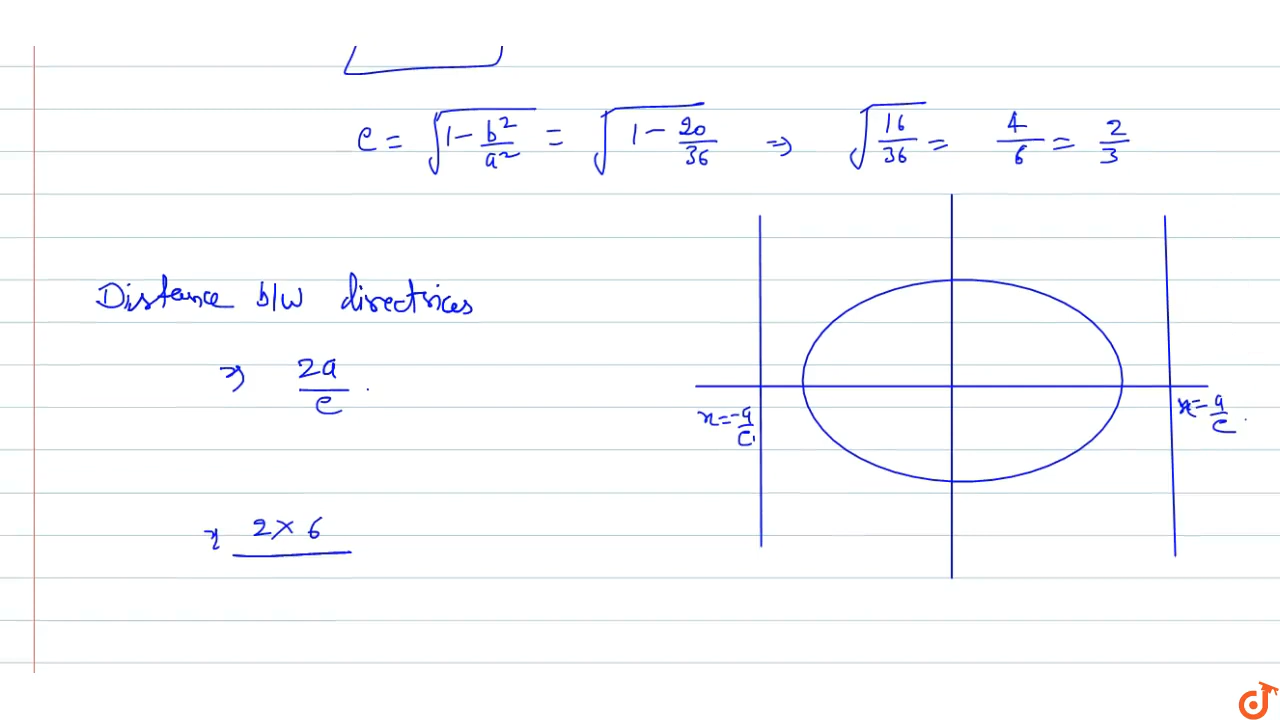 e = √(1 - b²/a²) = √(1 - 20/36) ⇒ √(16/36) = 4/6 = 2/3
Distance b/w directrices
⇒ 2a/e .
x = -a/e
x = a/e .
⇒ 2 × 6